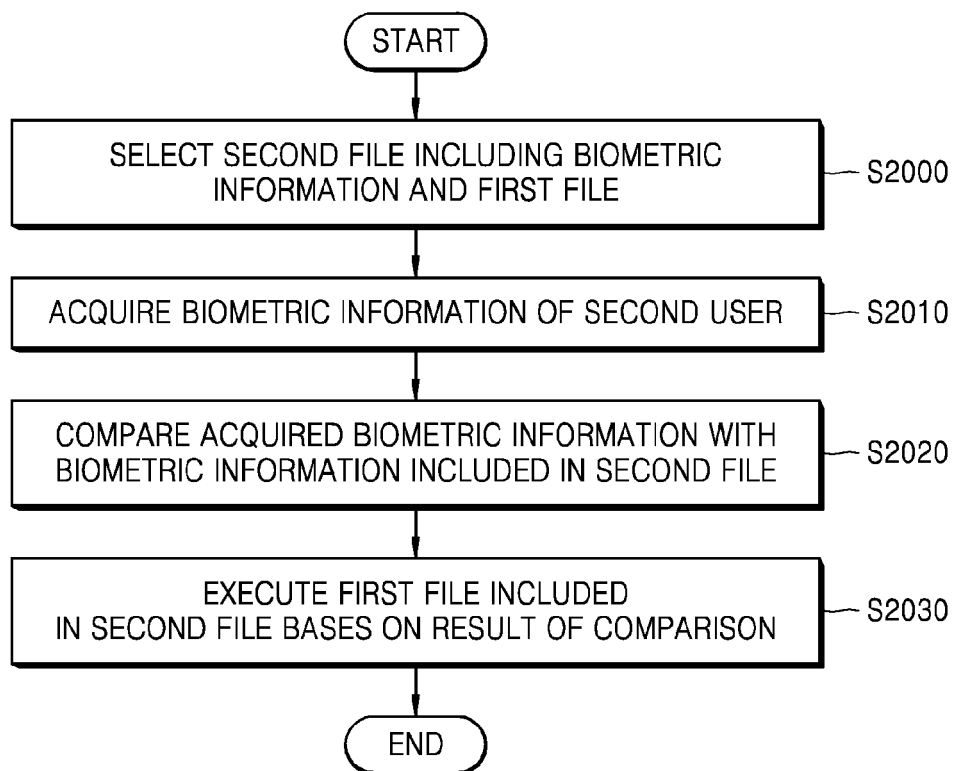 START
SELECT SECOND FILE INCLUDING BIOMETRIC
INFORMATION AND FIRST FILE
S2000
ACQUIRE BIOMETRIC INFORMATION OF SECOND USER
S2010
COMPARE ACQUIRED BIOMETRIC INFORMATION WITH
BIOMETRIC INFORMATION INCLUDED IN SECOND FILE
S2020
EXECUTE FIRST FILE INCLUDED
IN SECOND FILE BASES ON RESULT OF COMPARISON
S2030
END